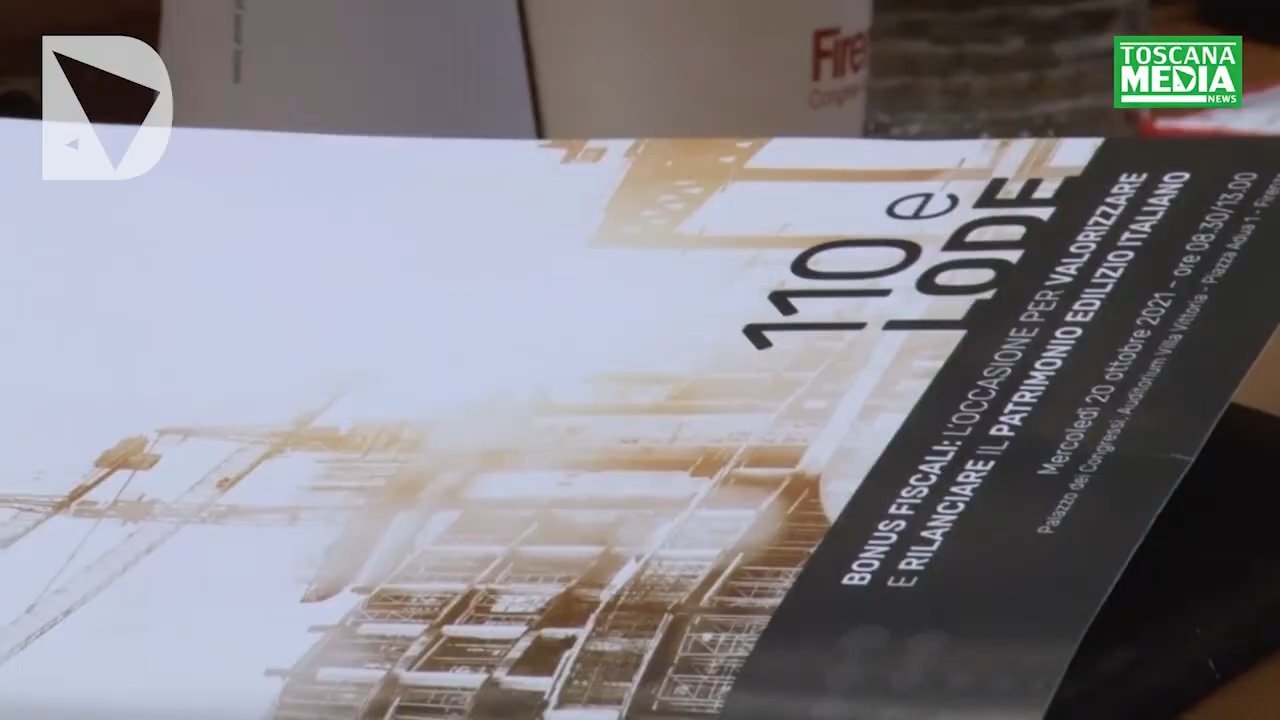 TOSCANA
MEDIA
NEWS
110 e
LODE
BONUS FISCALI: L'OCCASIONE PER VALORIZZARE
E RILANCIARE IL PATRIMONIO EDILIZIO ITALIANO
Mercoledì 20 ottobre 2021 - ore 08.30/13.00
Palazzo dei Congressi, Auditorium Villa Vittoria - Piazza Adua 1 - Firenze